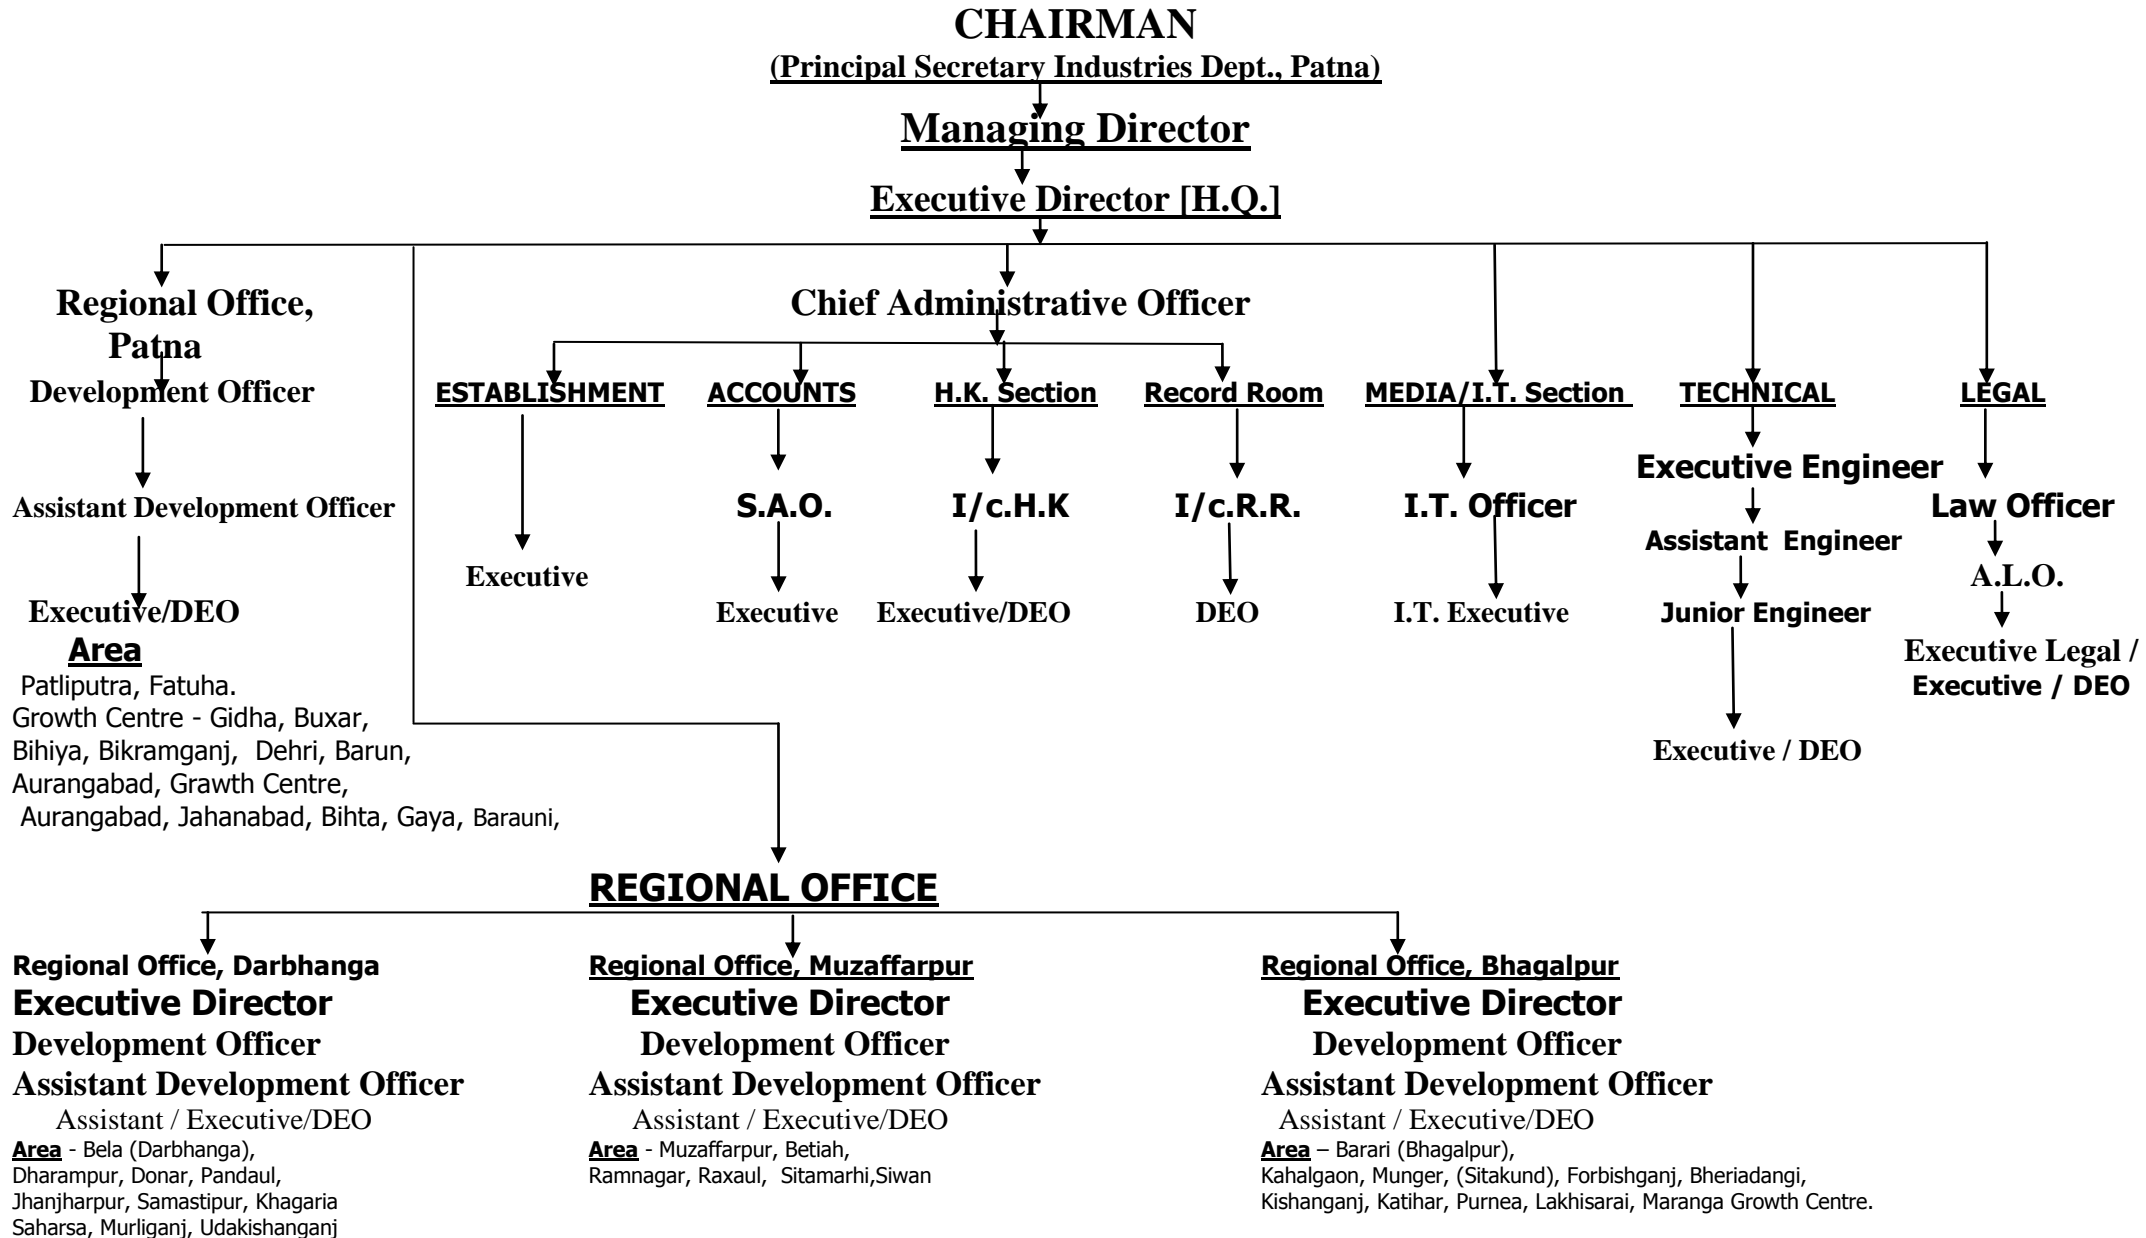 CHAIRMAN
(Principal Secretary Industries Dept., Patna)
Managing Director
Executive Director [H.Q.]
Regional Office,
Patna
Development Officer
Assistant Development Officer
Executive/DEO
Area
Patliputra, Fatuha.
Growth Centre - Gidha, Buxar,
Bihiya, Bikramganj, Dehri, Barun,
Aurangabad, Grawth Centre,
Aurangabad, Jahanabad, Bihta, Gaya, Barauni,
Chief Administrative Officer
ESTABLISHMENT
Executive
ACCOUNTS
S.A.O.
Executive
H.K. Section
I/c.H.K
Executive/DEO
Record Room
I/c.R.R.
DEO
MEDIA/I.T. Section
I.T. Officer
I.T. Executive
TECHNICAL
Executive Engineer
Assistant Engineer
Junior Engineer
Executive / DEO
LEGAL
Law Officer
A.L.O.
Executive Legal /
Executive / DEO
REGIONAL OFFICE
Regional Office, Darbhanga
Executive Director
Development Officer
Assistant Development Officer
Assistant / Executive/DEO
Area - Bela (Darbhanga),
Dharampur, Donar, Pandaul,
Jhanjharpur, Samastipur, Khagaria
Saharsa, Murliganj, Udakishanganj
Regional Office, Muzaffarpur
Executive Director
Development Officer
Assistant Development Officer
Assistant / Executive/DEO
Area - Muzaffarpur, Betiah,
Ramnagar, Raxaul, Sitamarhi,Siwan
Regional Office, Bhagalpur
Executive Director
Development Officer
Assistant Development Officer
Assistant / Executive/DEO
Area – Barari (Bhagalpur),
Kahalgaon, Munger, (Sitakund), Forbishganj, Bheriadangi,
Kishanganj, Katihar, Purnea, Lakhisarai, Maranga Growth Centre.